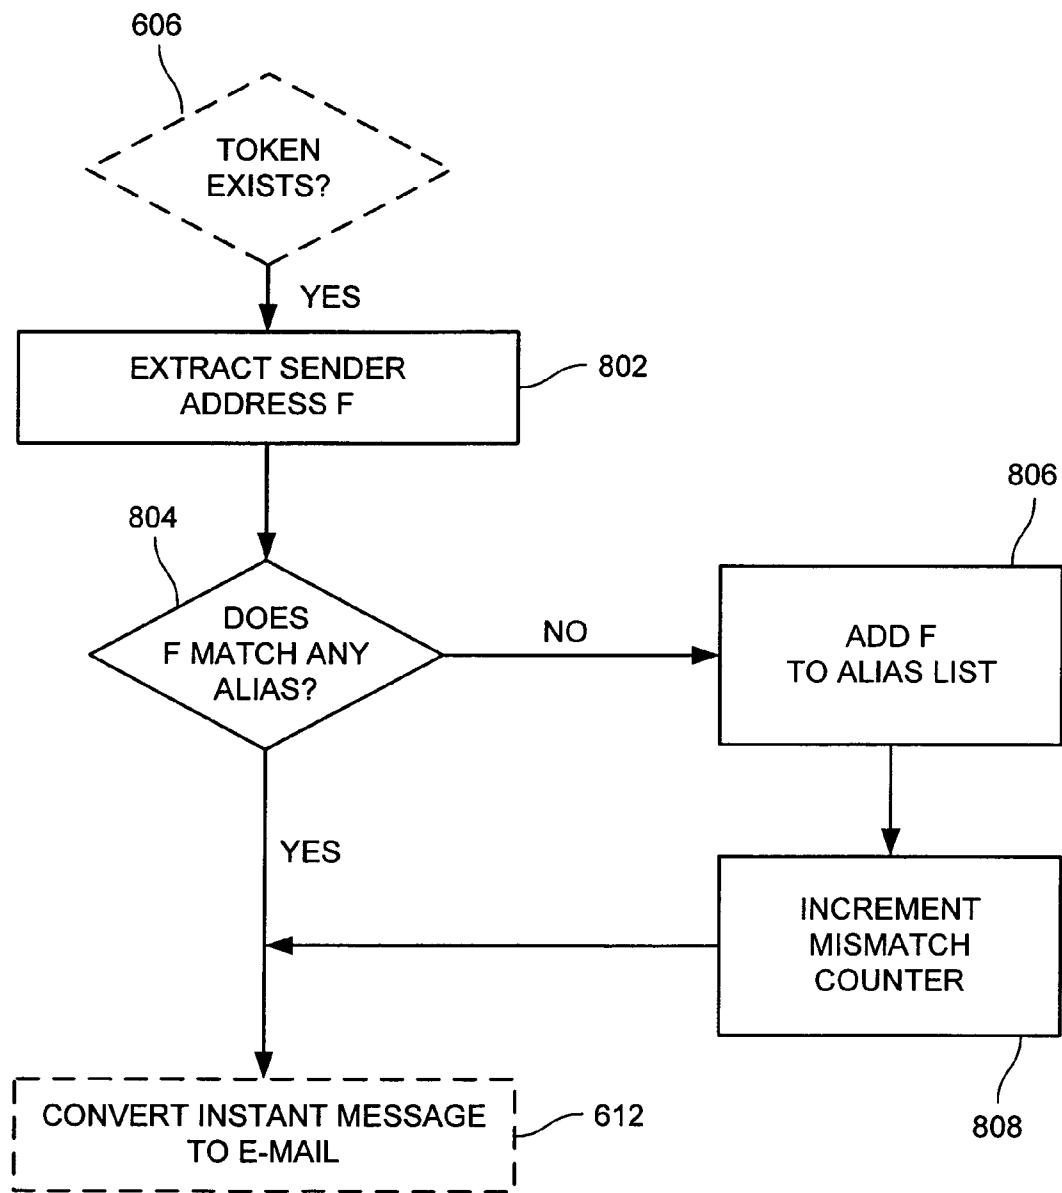 606
TOKEN
EXISTS?
YES
EXTRACT SENDER
ADDRESS F
802
804
DOES
F MATCH ANY
ALIAS?
NO
806
ADD F
TO ALIAS LIST
YES
INCREMENT
MISMATCH
COUNTER
808
CONVERT INSTANT MESSAGE
TO E-MAIL
612